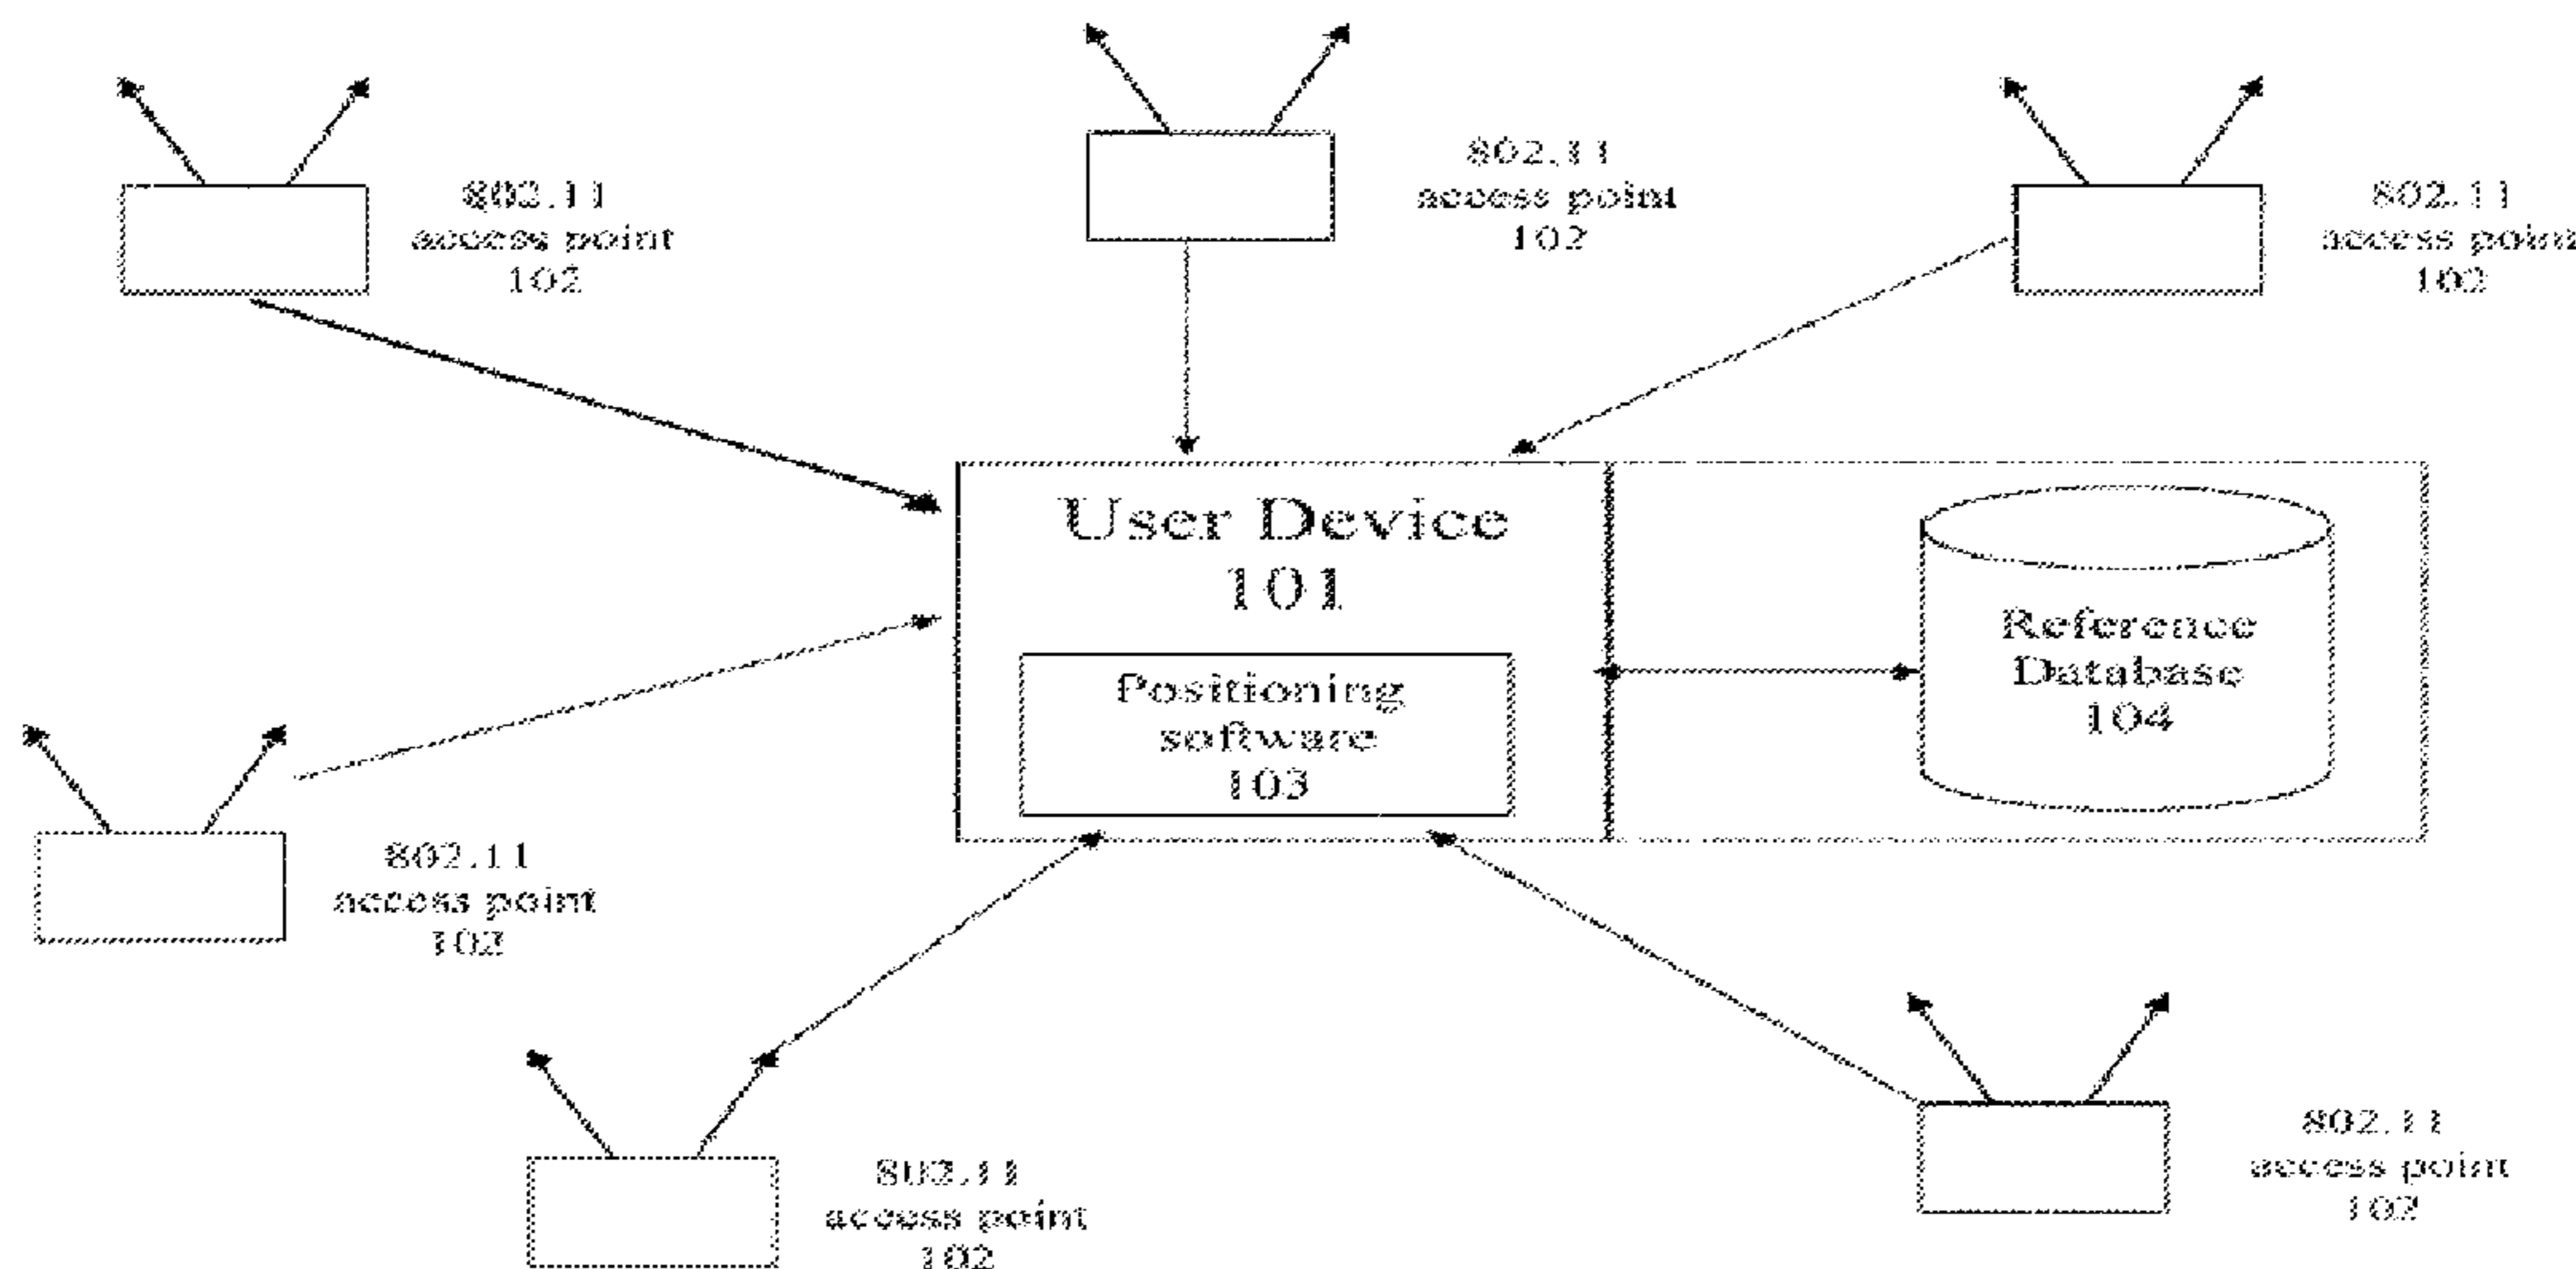 802.11
access point
102
802.11
access point
102
802.11
access point
102
User Device
101
Positioning
software
103
Reference
Database
104
802.11
access point
102
802.11
access point
102
802.11
access point
102